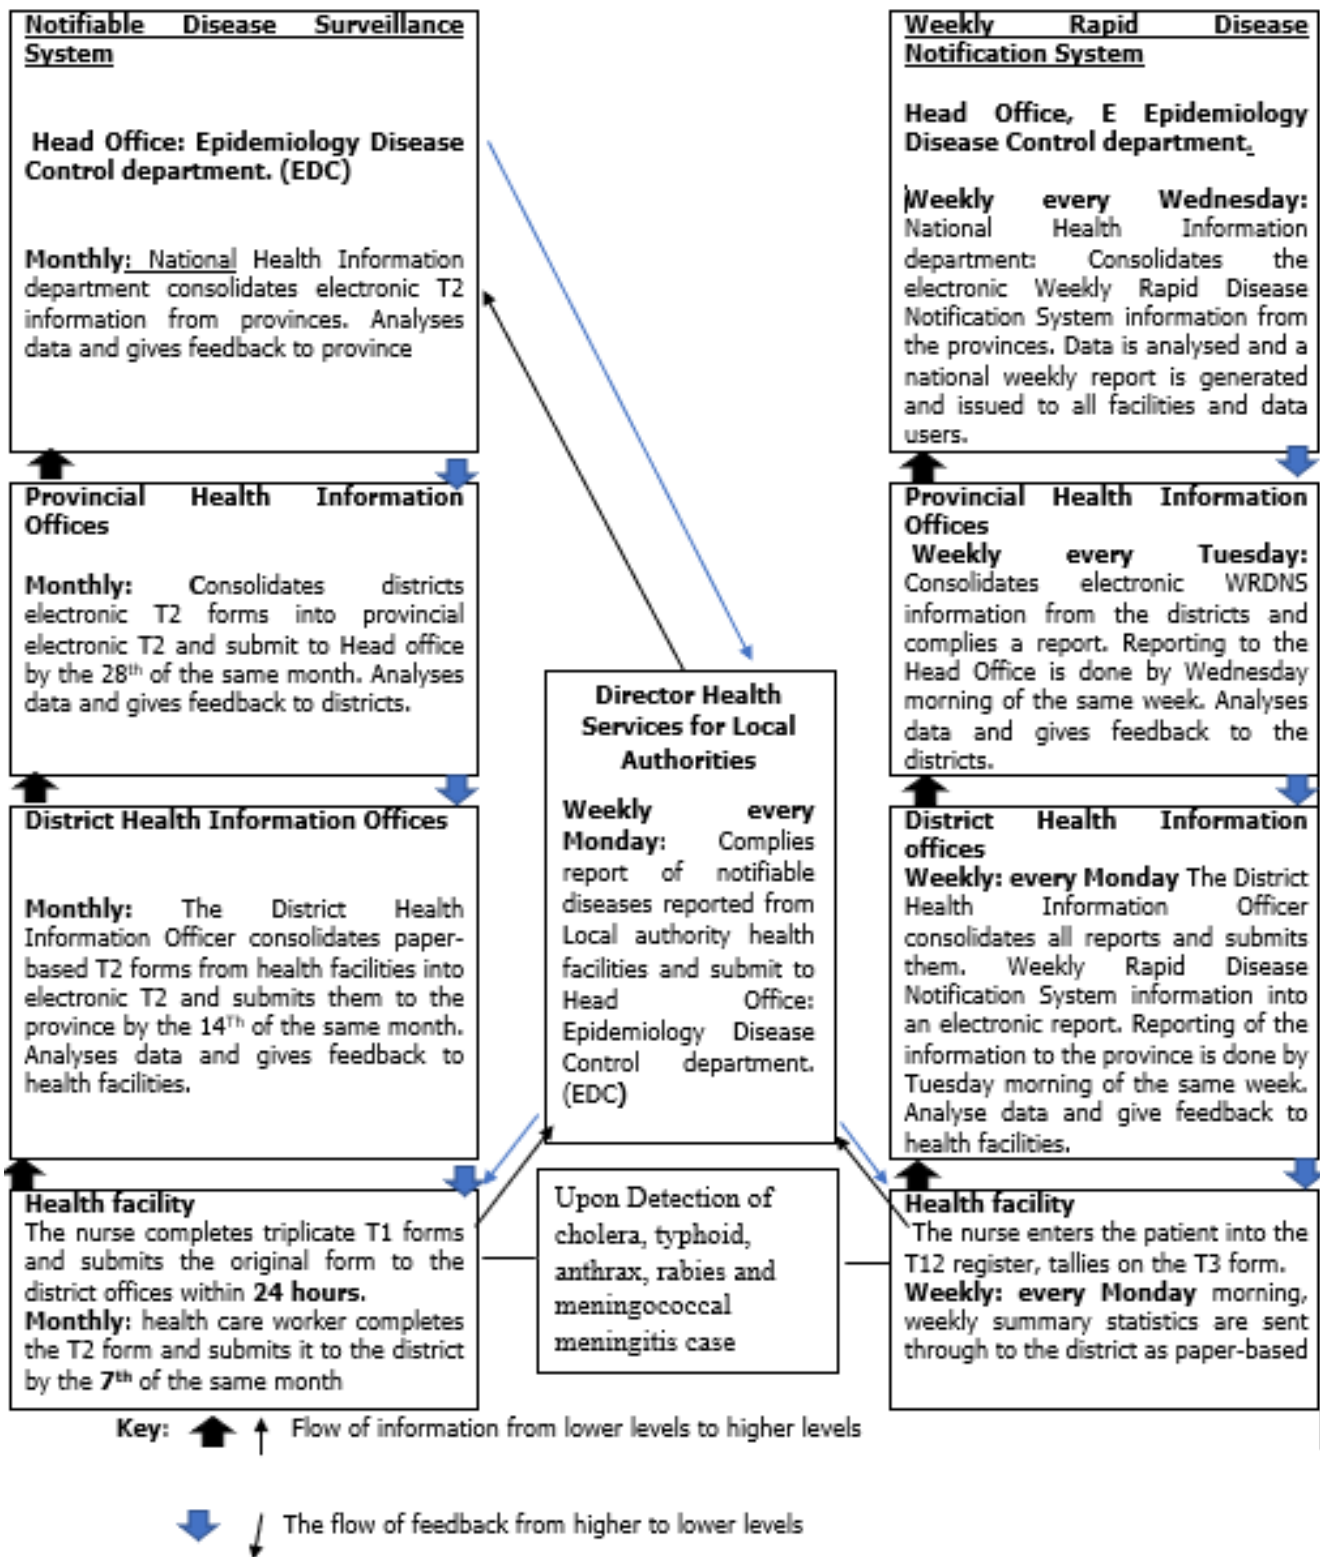 Notifiable Disease Surveillance
System
Head Office: Epidemiology Disease
Control department. (EDC)
Monthly: National Health Information
department consolidates electronic T2
information from provinces. Analyses
data and gives feedback to province
Provincial Health Information
Offices
Monthly: Consolidates districts
electronic T2 forms into provincial
electronic T2 and submit to Head office
by the 28th of the same month. Analyses
data and gives feedback to districts.
District Health Information Offices
Monthly: The District Health
Information Officer consolidates paper-
based T2 forms from health facilities into
electronic T2 and submits them to the
province by the 14Th of the same month.
Analyses data and gives feedback to
health facilities.
Health facility
The nurse completes triplicate T1 forms
and submits the original form to the
district offices within 24 hours.
Monthly: health care worker completes
the T2 form and submits it to the district
by the 7th of the same month
Director Health
Services for Local
Authorities
Weekly every
Monday: Complies
report of notifiable
diseases reported from
Local authority health
facilities and submit to
Head Office:
Epidemiology Disease
Control department.
(EDC)
Upon Detection of
cholera, typhoid,
anthrax, rabies and
meningococcal
meningitis case
Weekly Rapid Disease
Notification System
Head Office, E Epidemiology
Disease Control department.
Weekly every Wednesday:
National Health Information
department: Consolidates the
electronic Weekly Rapid Disease
Notification System information from
the provinces. Data is analysed and a
national weekly report is generated
and issued to all facilities and data
users.
Provincial Health Information
Offices
Weekly every Tuesday:
Consolidates electronic WRDNS
information from the districts and
complies a report. Reporting to the
Head Office is done by Wednesday
morning of the same week. Analyses
data and gives feedback to the
districts.
District Health Information
offices
Weekly: every Monday The District
Health Information Officer
consolidates all reports and submits
them. Weekly Rapid Disease
Notification System information into
an electronic report. Reporting of the
information to the province is done by
Tuesday morning of the same week.
Analyse data and give feedback to
health facilities.
Health facility
The nurse enters the patient into the
T12 register, tallies on the T3 form.
Weekly: every Monday morning,
weekly summary statistics are sent
through to the district as paper-based
Key: Flow of information from lower levels to higher levels
The flow of feedback from higher to lower levels